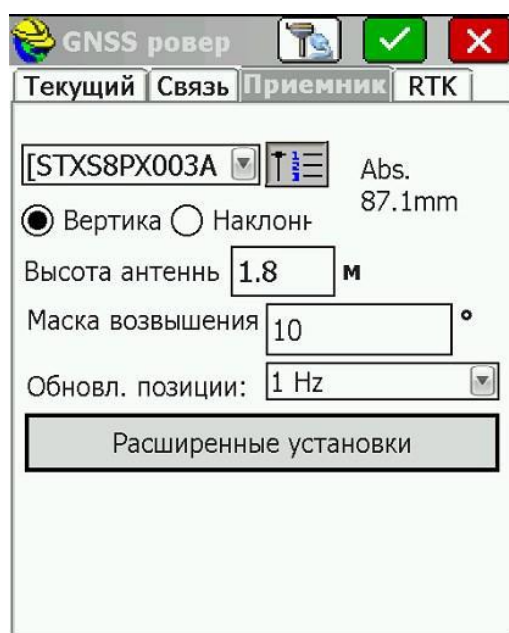 GNSS ровер
Текущий Связь Приемник RTK
[STXS8PX003A
Abs.
87.1mm
Вертика Наклонн
Высота антеннь 1.8 м
Маска возвышения 10 °
Обновл. позиции: 1 Hz
Расширенные установки